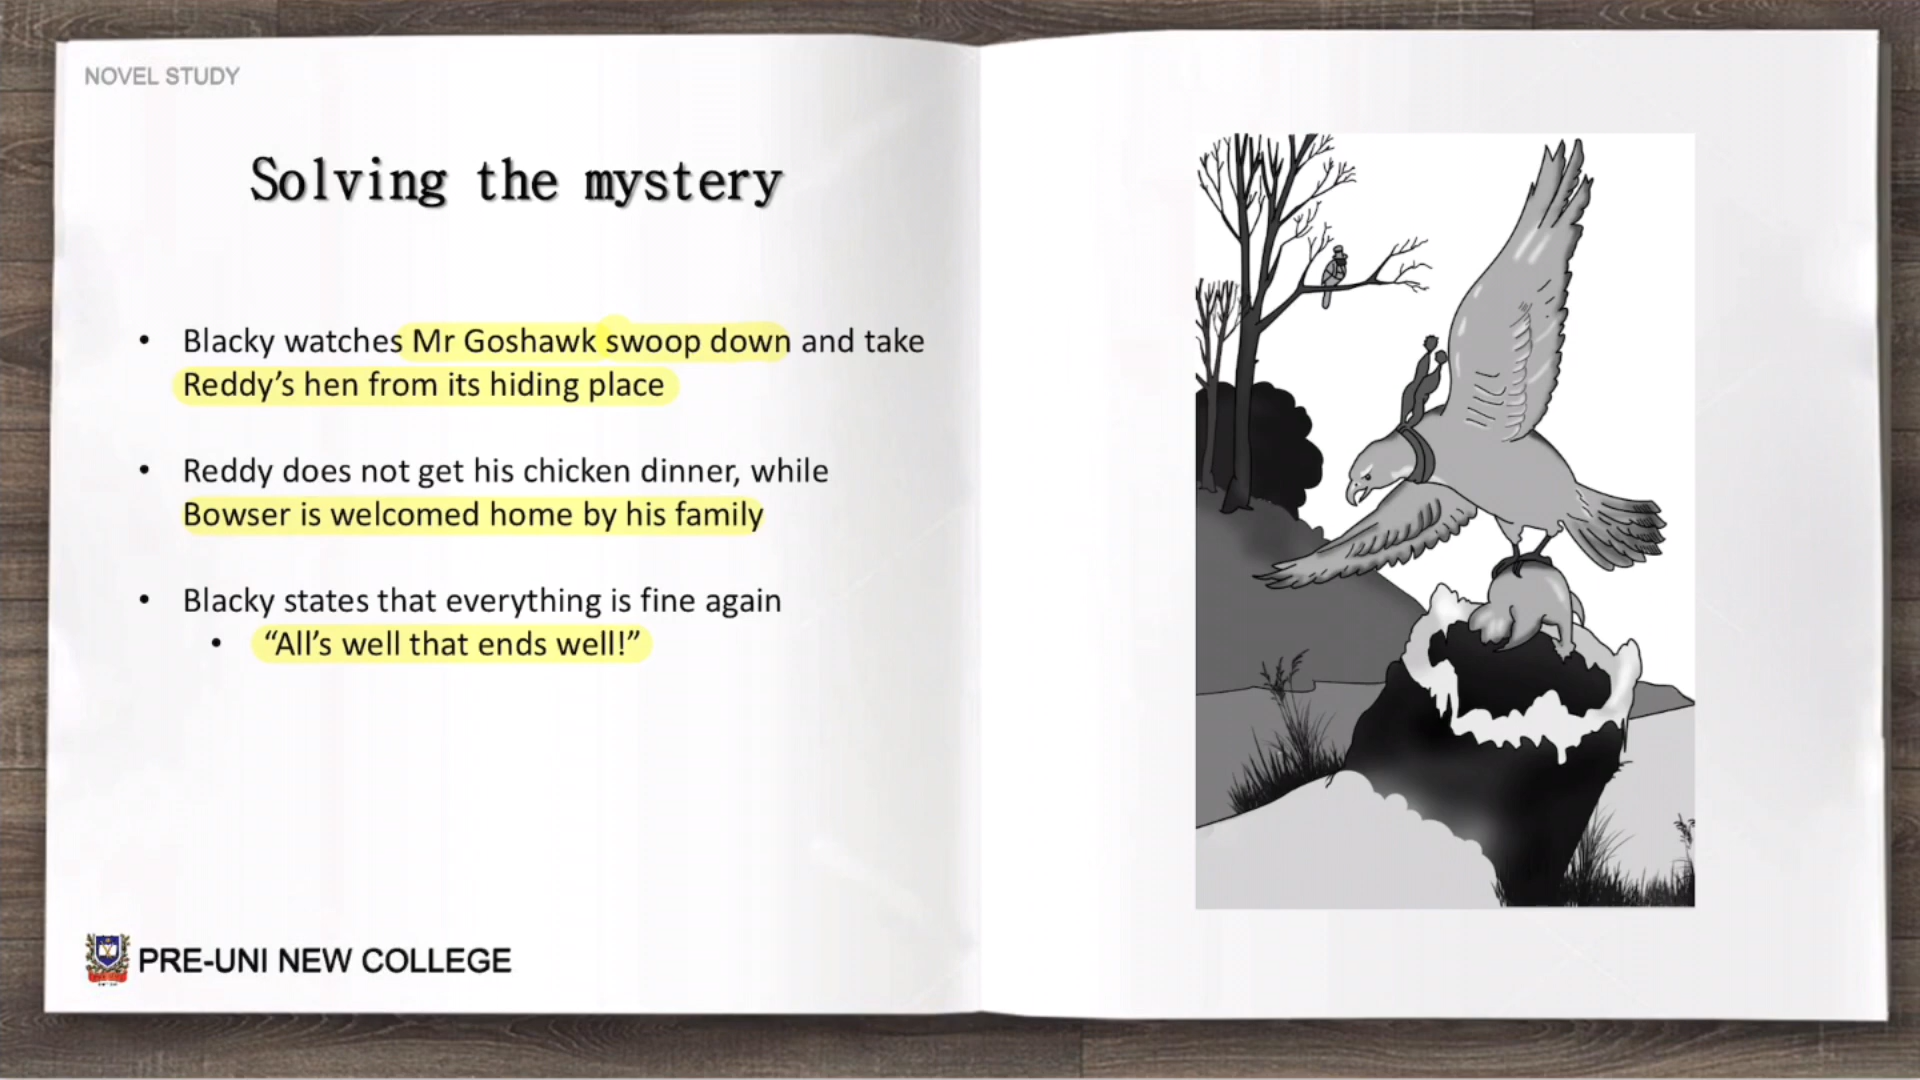 NOVEL STUDY
Solving the mystery
• Blacky watches Mr Goshawk swoop down and take
Reddy’s hen from its hiding place
• Reddy does not get his chicken dinner, while
Bowser is welcomed home by his family
• Blacky states that everything is fine again
• “All’s well that ends well!”
PRE-UNI NEW COLLEGE